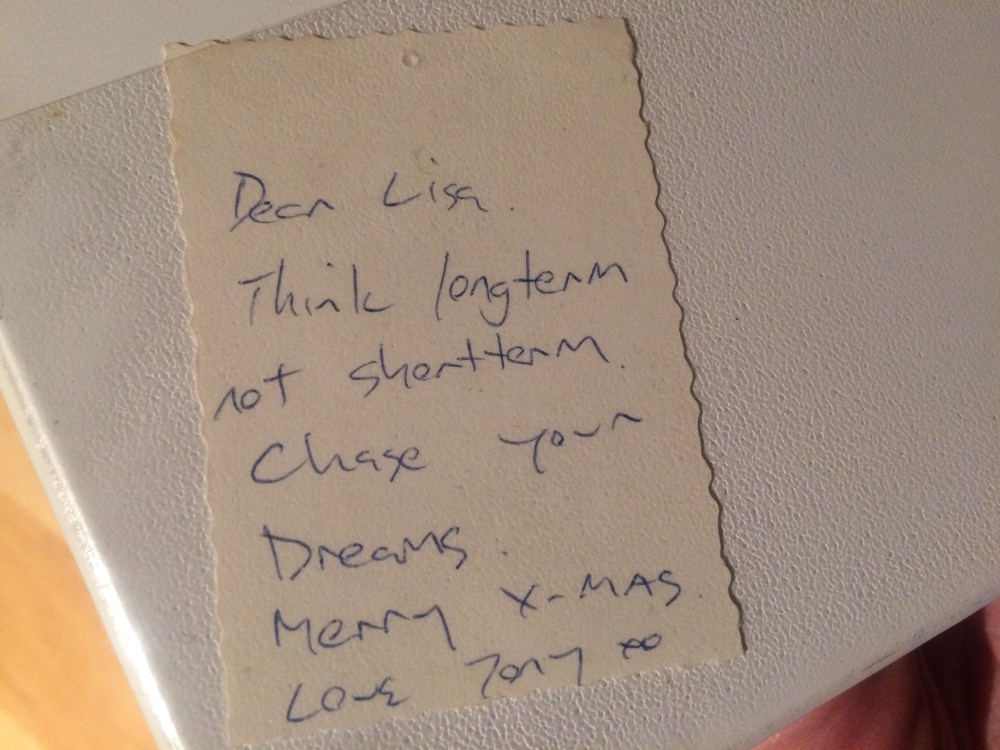 Dear Lisa.
Think longterm
not shortterm.
Chase your
Dreams.
Merry X-MAS.
Love Tony xo